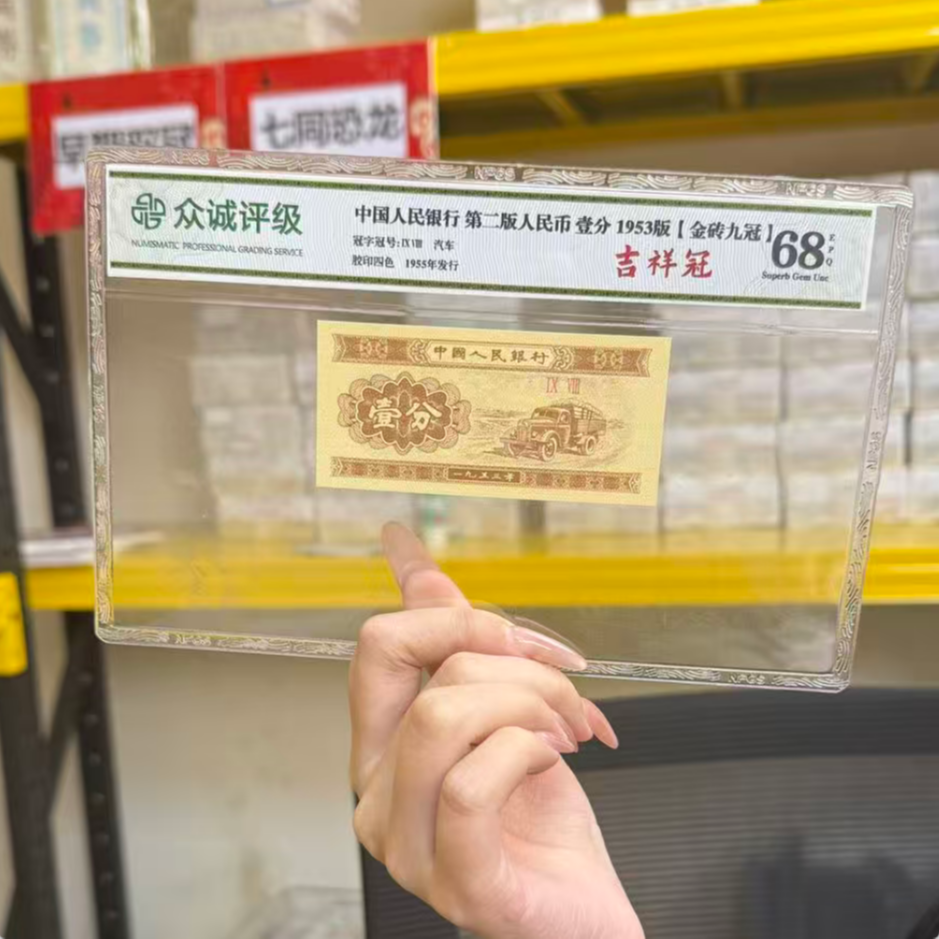 七同恐龙
众诚评级
NUMISMATIC PROFESSIONAL GRADING SERVICE
中国人民银行 第二版人民币 壹分 1953版【金砖九冠】
冠字冠号:IX VIII 汽车
胶印四色 1955年发行
吉祥冠
68
EPQ
Superb Gem Unc
中國人民銀行
IX VIII
壹分
一九五三年